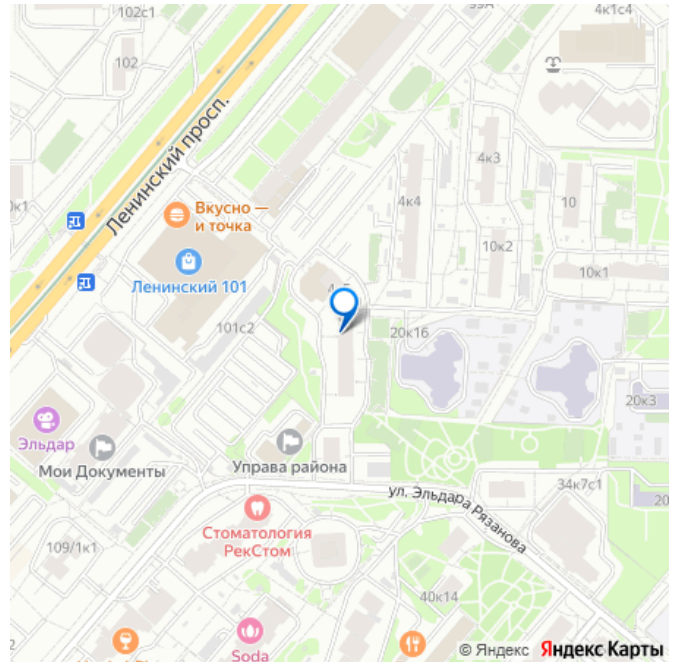 102с1
4к1с4
102
Ленинский просп.
4к3
4к4
10
Вкусно —
и точка
10к2
10к1
Ленинский 101
101с2
20к16
20к3
Эльдар
Мои Документы
Управа района
34к7с1
20
ул. Эльдара Рязанова
Стоматология
РекСтом
109/1к1
40к14
Soda
© Яндекс Яндекс Карты